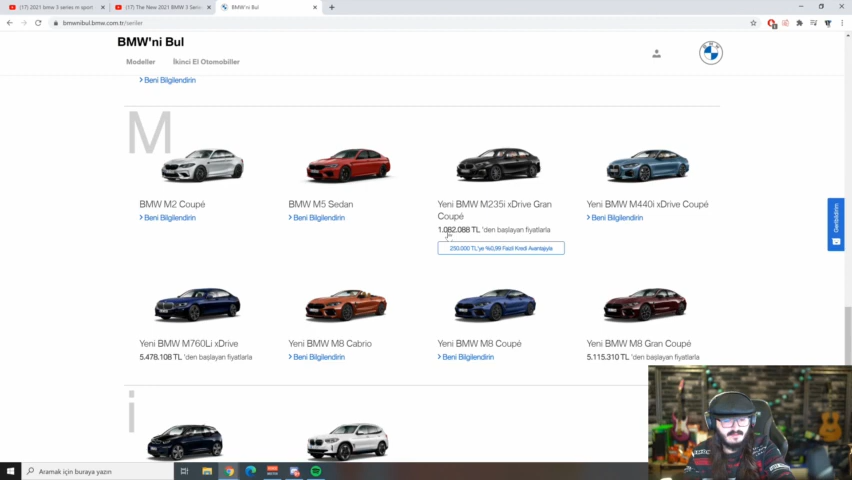 (17) 2021 bmw 3 series m sport
(17) The New 2021 BMW 3 Serie
BMW'ni Bul
bmwnibul.bmw.com.tr/seriler
BMW'ni Bul
Modeller
İkinci El Otomobiller
Beni Bilgilendirin
M
BMW M2 Coupé
Beni Bilgilendirin
BMW M5 Sedan
Beni Bilgilendirin
Yeni BMW M235i xDrive Gran
Coupé
1.082.088 TL 'den başlayan fiyatlarla
250.000 TL'ye %0,99 Faizli Kredi Avantajıyla
Yeni BMW M440i xDrive Coupé
Beni Bilgilendirin
Geribildirim
Yeni BMW M760Li xDrive
5.478.108 TL 'den başlayan fiyatlarla
Yeni BMW M8 Cabrio
Beni Bilgilendirin
Yeni BMW M8 Coupé
Beni Bilgilendirin
Yeni BMW M8 Gran Coupé
5.115.310 TL 'den başlayan fiyatlarla
i
Aramak için buraya yazın